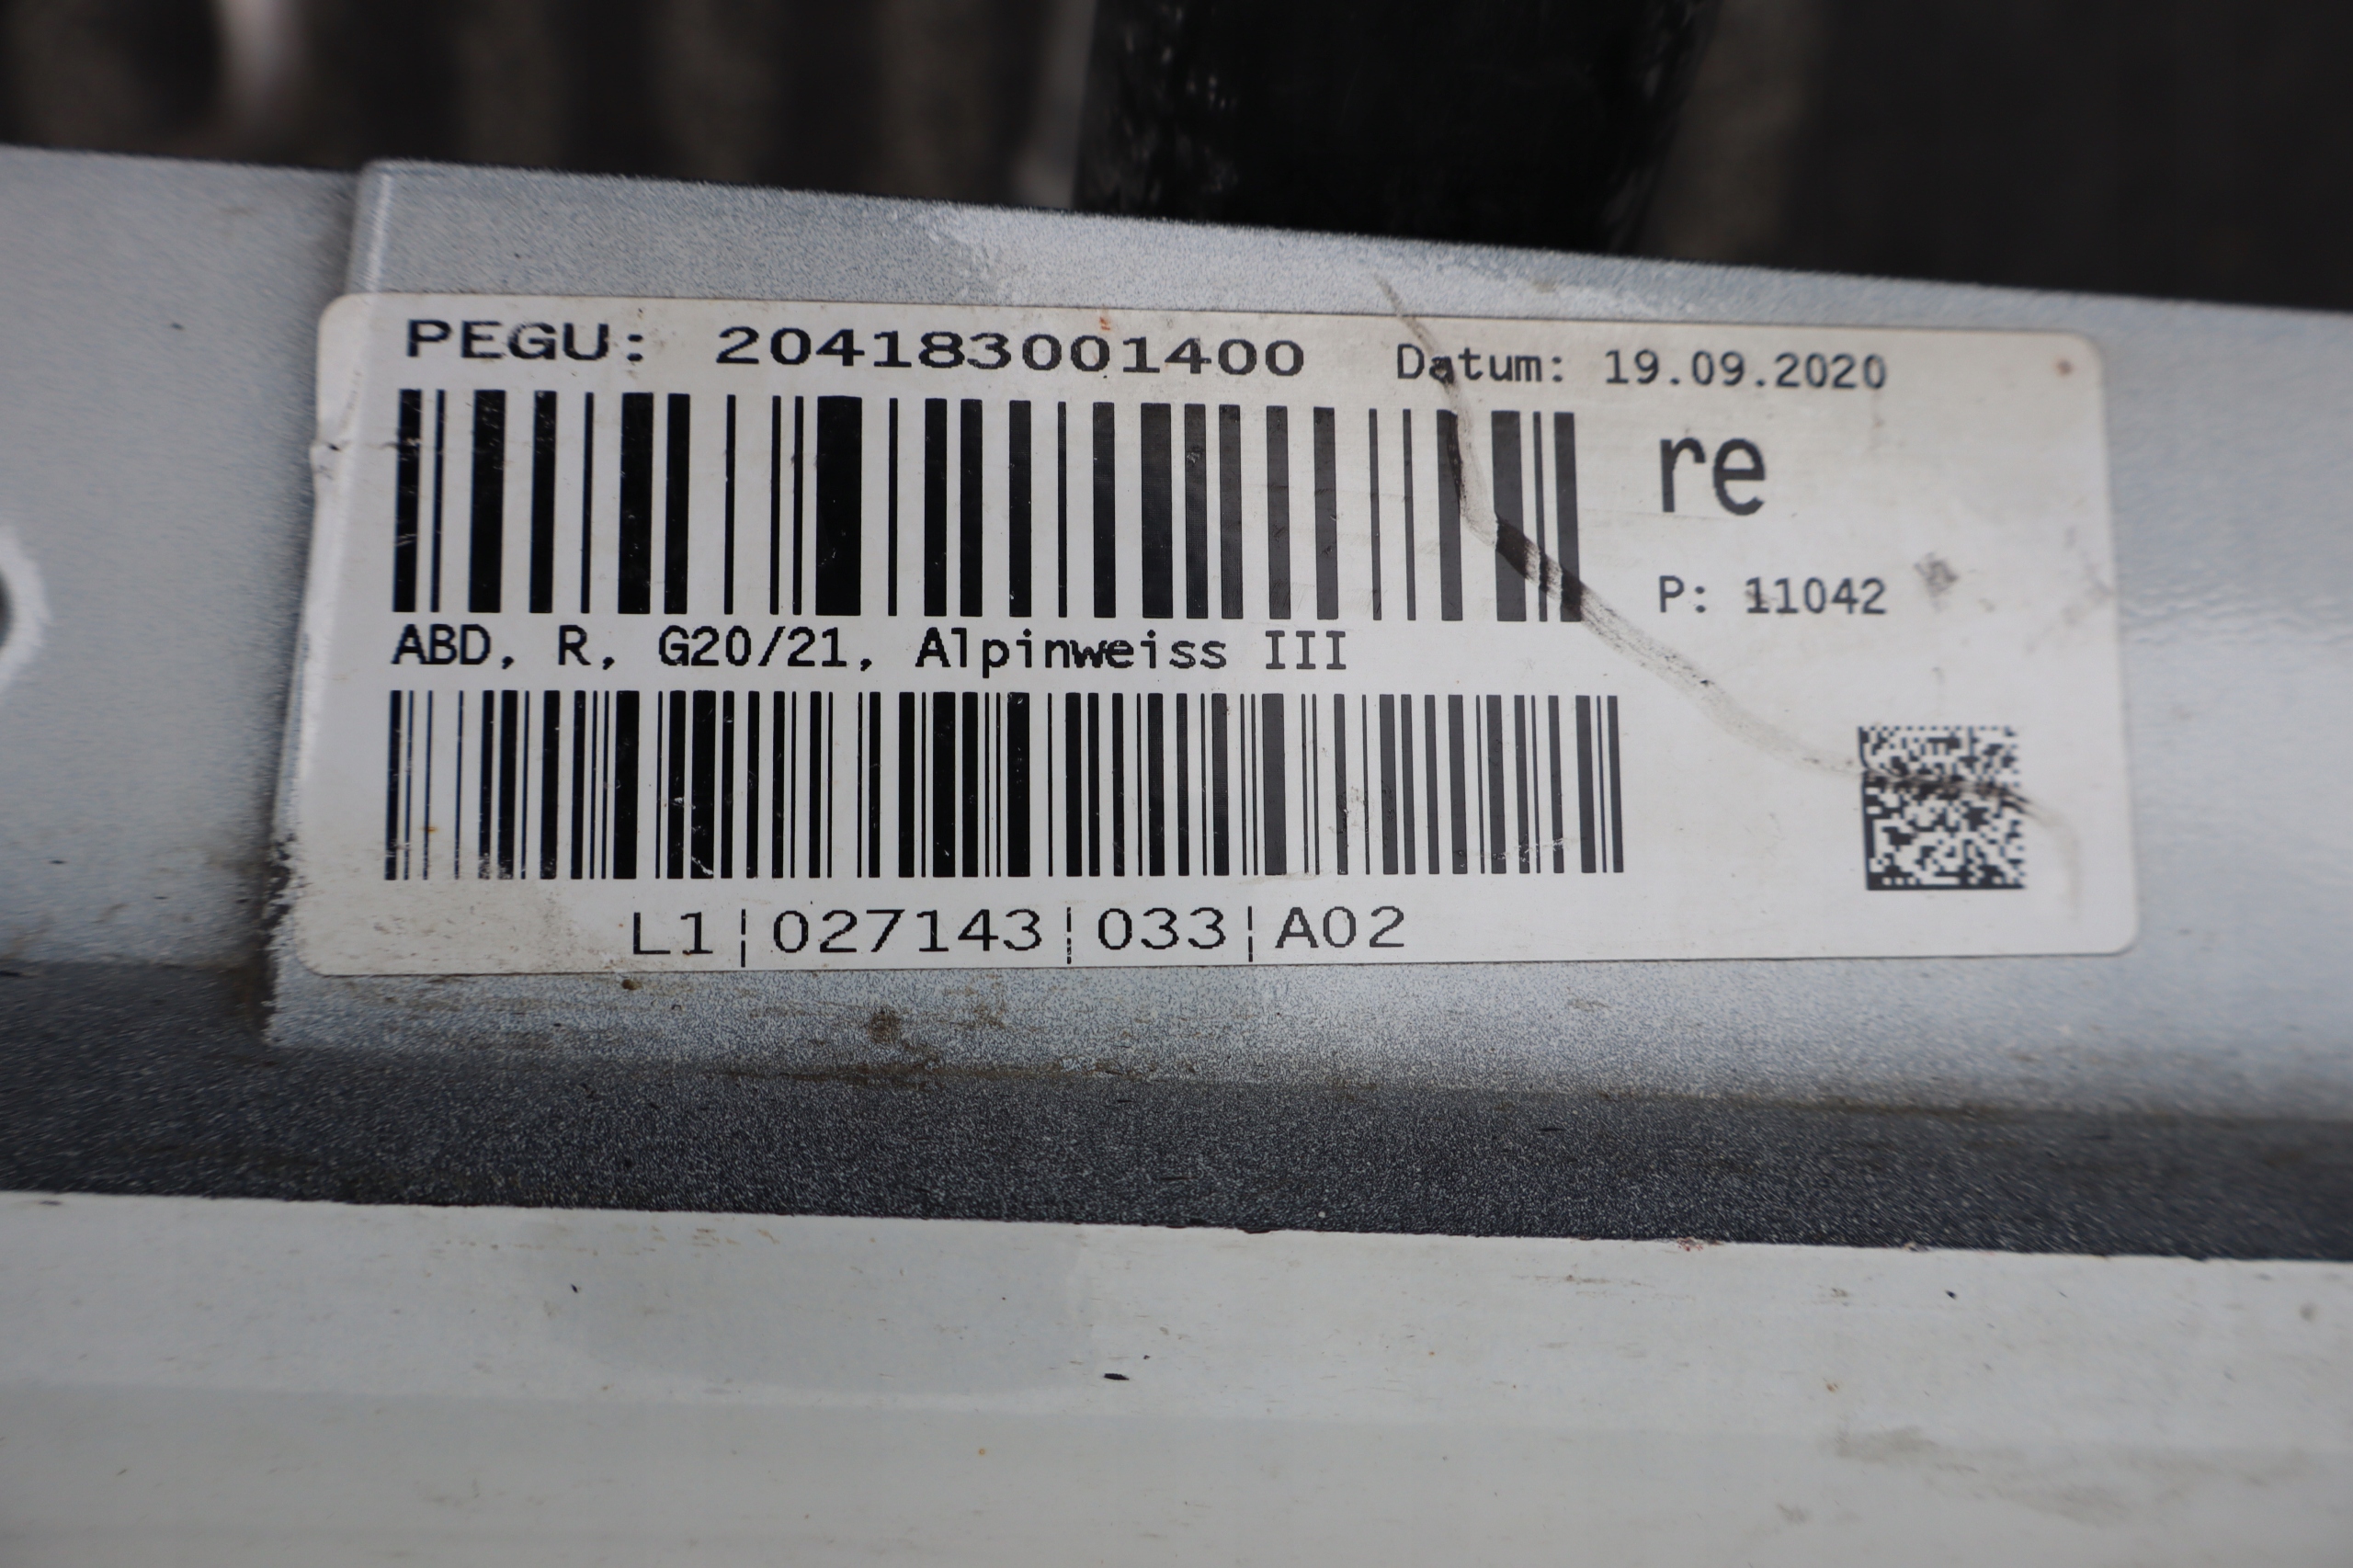 PEGU: 204183001400 Datum: 19.09.2020
re
P: 11042
ABD, R, G20/21, Alpinweiss III
L1¦027143¦033¦A02